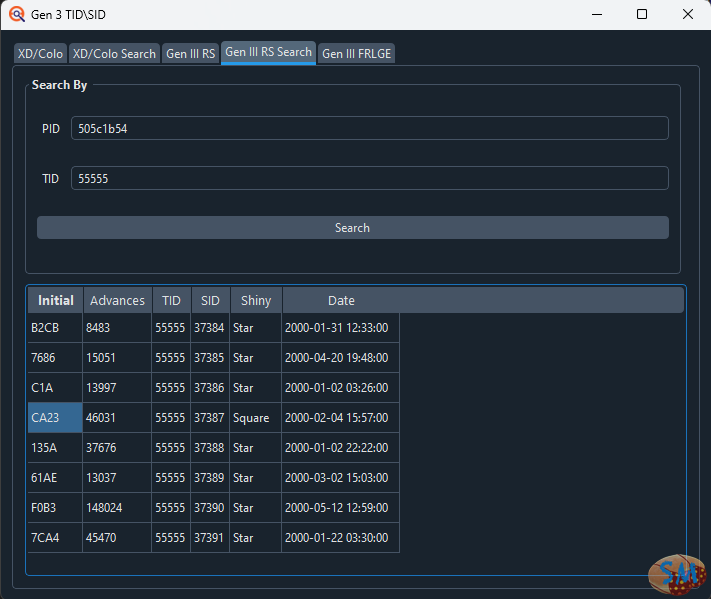 Gen 3 TID\SID
XD/Colo XD/Colo Search Gen III RS Gen III RS Search Gen III FRLGE
Search By
PID 505c1b54
TID 55555
Search
Initial Advances TID SID Shiny Date
B2CB 8483 55555 37384 Star 2000-01-31 12:33:00
7686 15051 55555 37385 Star 2000-04-20 19:48:00
C1A 13997 55555 37386 Star 2000-01-02 03:26:00
CA23 46031 55555 37387 Square 2000-02-04 15:57:00
135A 37676 55555 37388 Star 2000-01-02 22:22:00
61AE 13037 55555 37389 Star 2000-03-02 15:03:00
F0B3 148024 55555 37390 Star 2000-05-12 12:59:00
7CA4 45470 55555 37391 Star 2000-01-22 03:30:00
SM